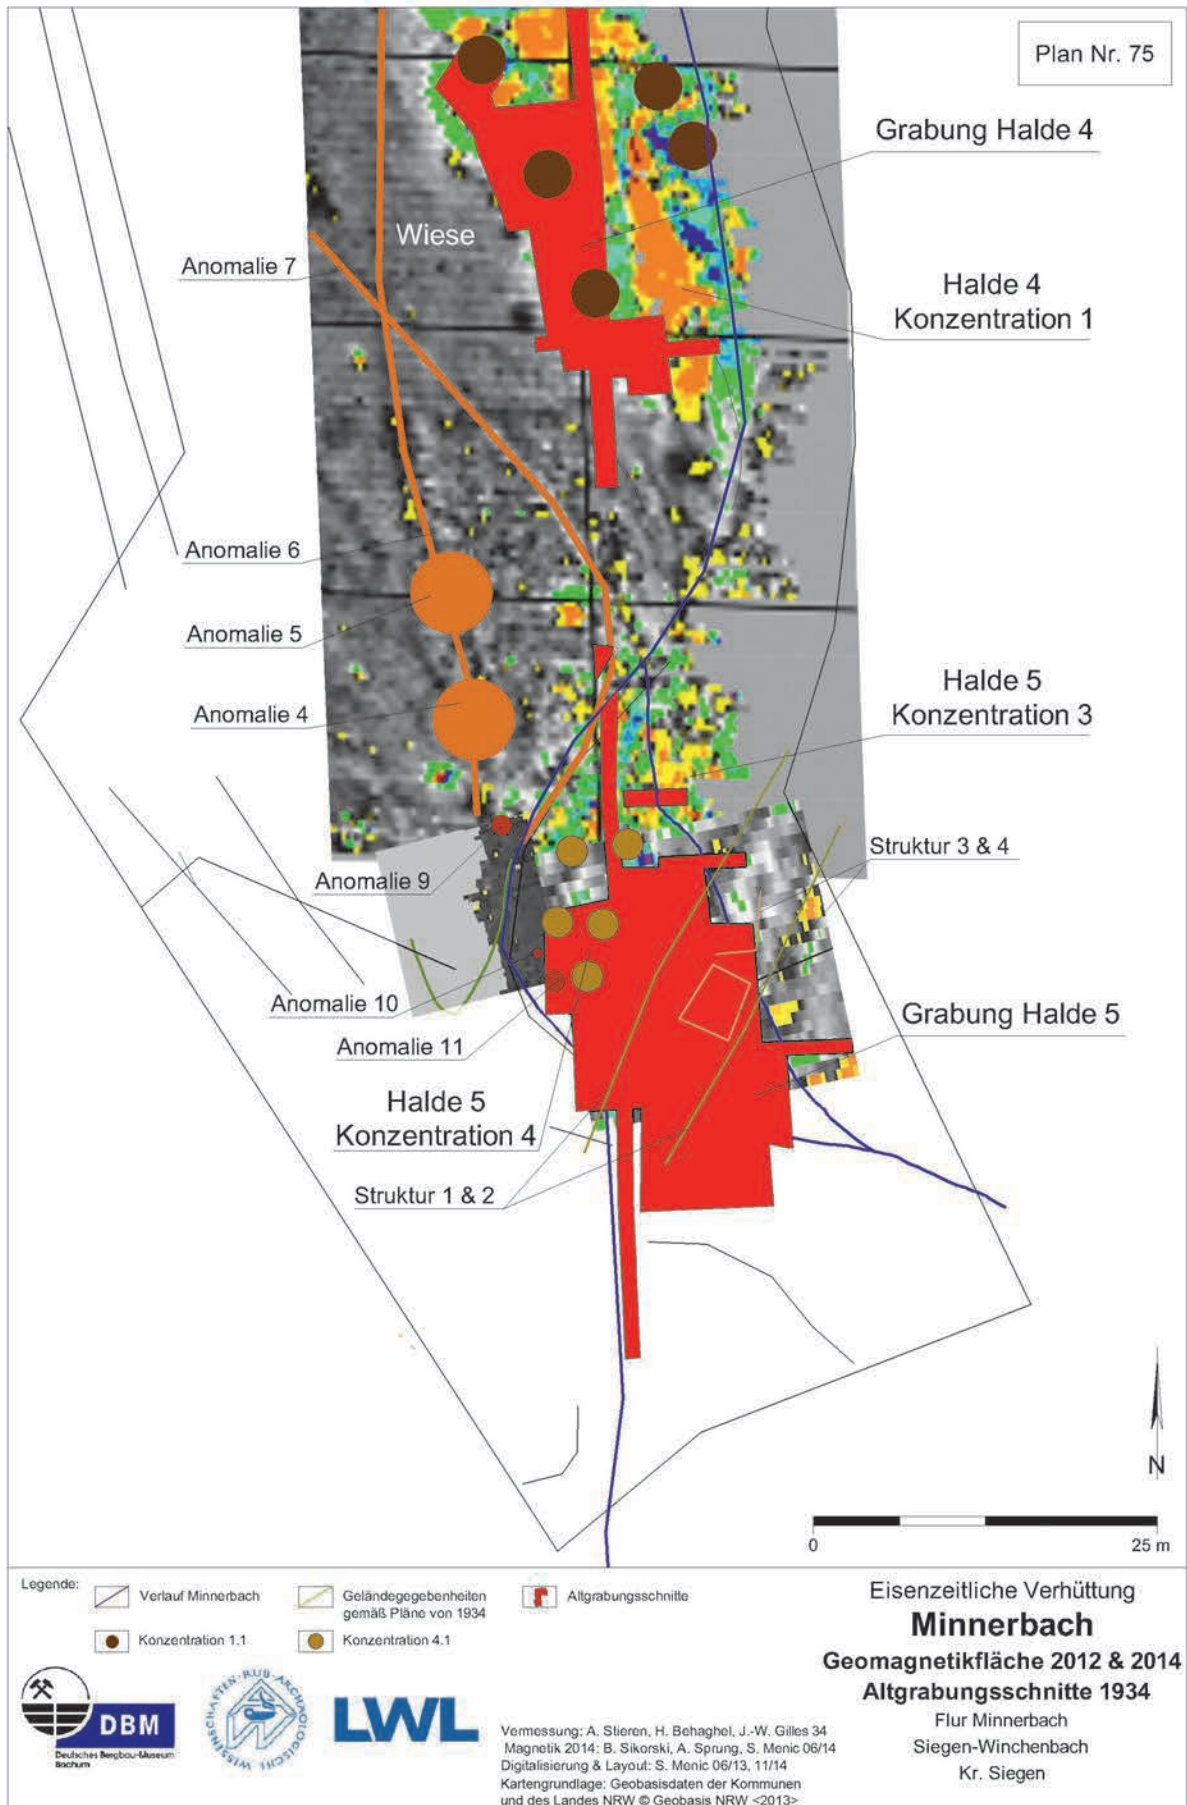 Plan Nr. 75
Grabung Halde 4
Wiese
Anomalie 7
Halde 4
Konzentration 1
Anomalie 6
Anomalie 5
Anomalie 4
Halde 5
Konzentration 3
Struktur 3 & 4
Anomalie 9
Anomalie 10
Grabung Halde 5
Anomalie 11
Halde 5
Konzentration 4
Struktur 1 & 2
N
0 25 m
Legende:
Verlauf Minnerbach
Geländegegebenheiten
gemäß Pläne von 1934
Altgrabungsschnitte
Konzentration 1.1
Konzentration 4.1
Eisenzeitliche Verhüttung
Minnerbach
Geomagnetikfläche 2012 & 2014
Altgrabungsschnitte 1934
Flur Minnerbach
Siegen-Winchenbach
Kr. Siegen
DBM
Deutsches Bergbau-Museum
Bochum
RUB·ARCHÄOLOGISCHE WISSENSCHAFTEN
LWL
Vermessung: A. Stieren, H. Behaghel, J.-W. Gilles 34
Magnetik 2014: B. Sikorski, A. Sprung, S. Menic 06/14
Digitalisierung & Layout: S. Menic 06/13, 11/14
Kartengrundlage: Geobasisdaten der Kommunen
und des Landes NRW © Geobasis NRW <2013>